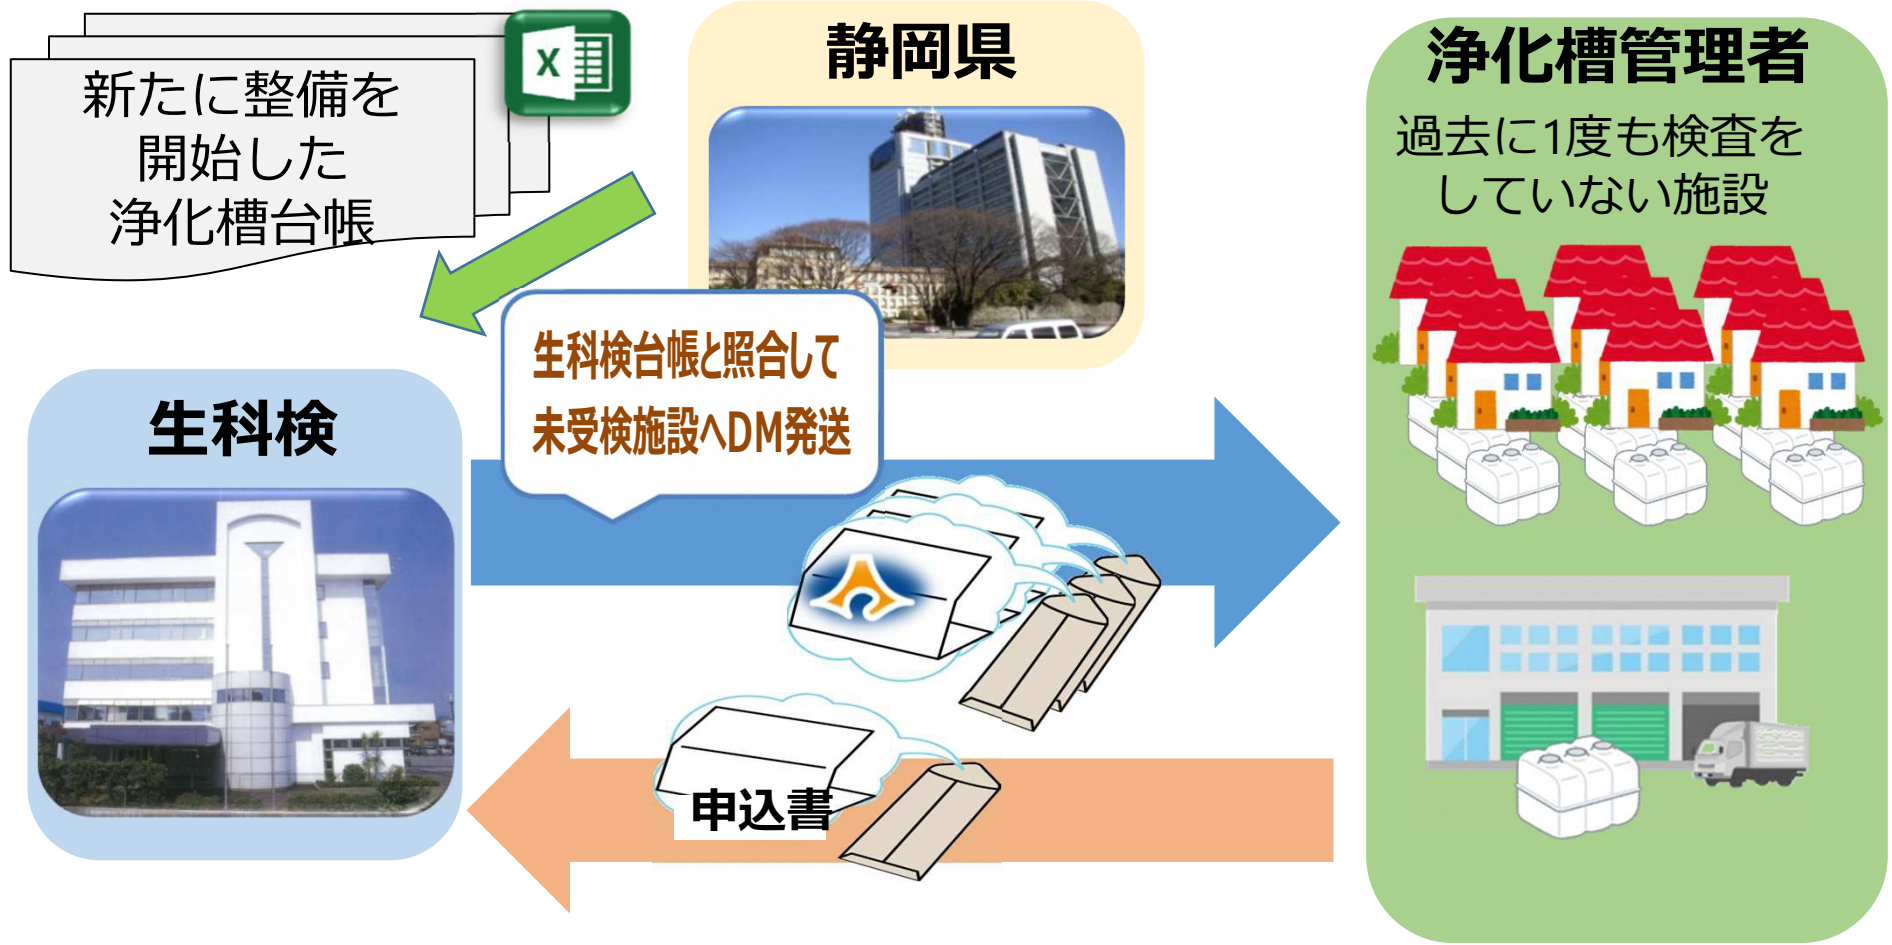 新たに整備を
開始した
浄化槽台帳
X
静岡県
浄化槽管理者
過去に1度も検査を
していない施設
生科検台帳と照合して
未受検施設へDM発送
生科検
申込書